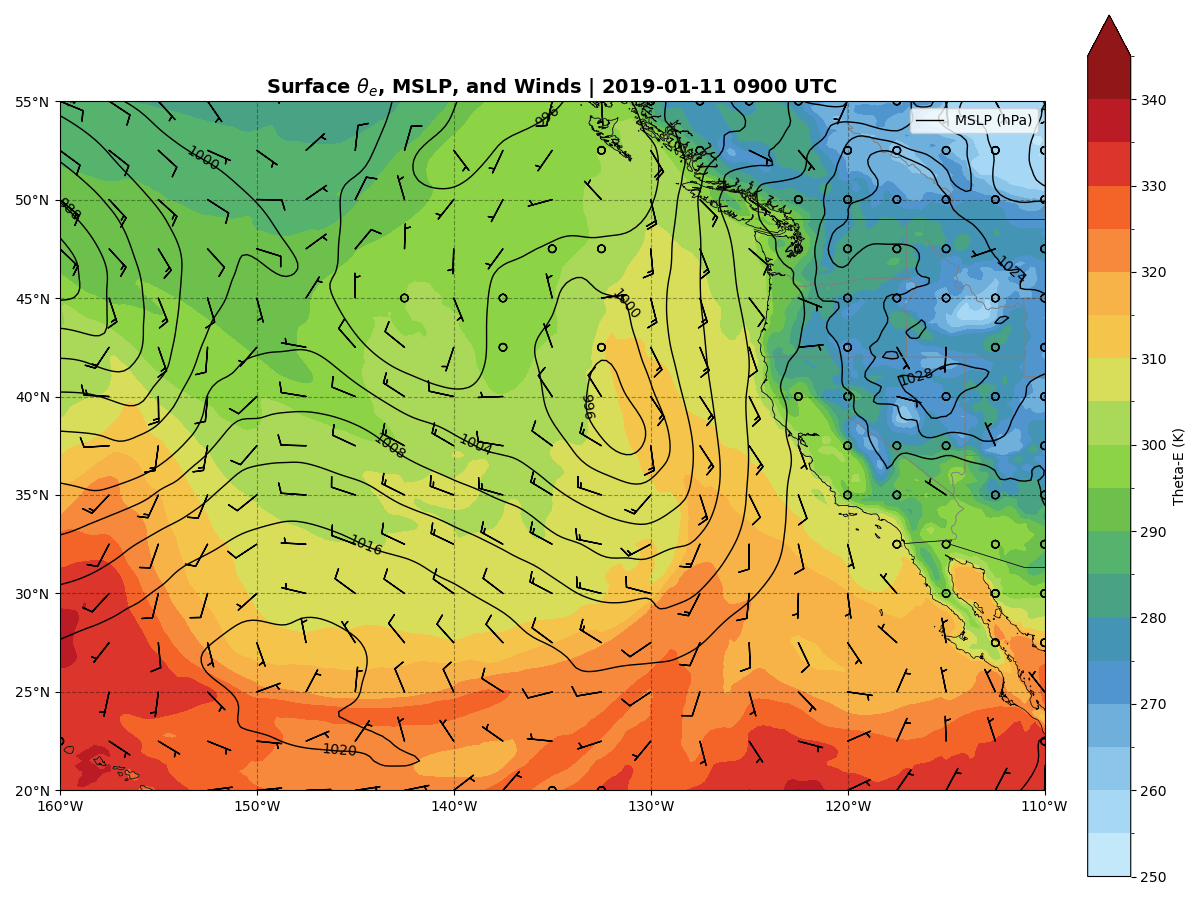 Surface θe, MSLP, and Winds | 2019-01-11 0900 UTC
MSLP (hPa)
55°N
50°N
45°N
40°N
35°N
30°N
25°N
20°N
160°W
150°W
140°W
130°W
120°W
110°W
996
1000
988
1024
1000
1028
996
1008
1004
1016
1020
340
330
320
310
300
290
280
270
260
250
Theta-E (K)